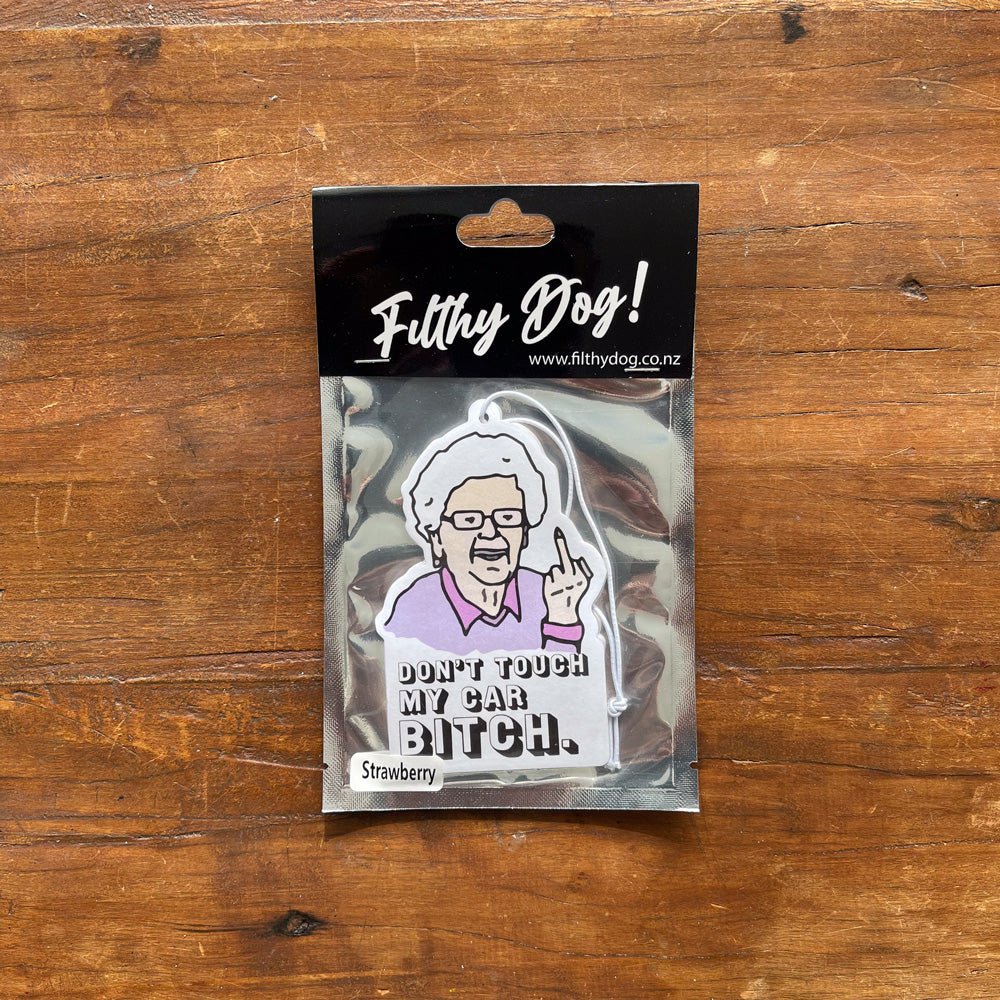 Filthy Dog!
www.filthydog.co.nz
DON'T TOUCH
MY CAR
BITCH.
Strawberry